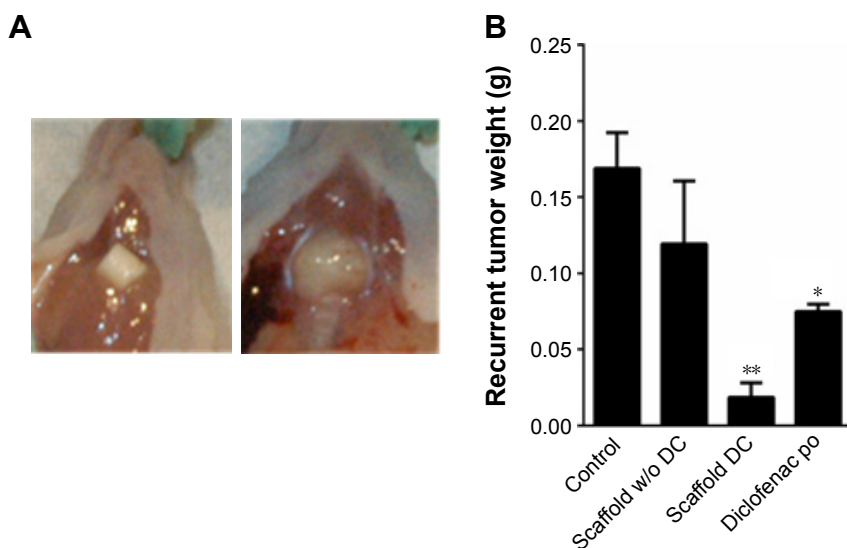 A
B
Recurrent tumor weight (g)
0.25
0.20
0.15
0.10
0.05
0.00
**
*
Control
Scaffold w/o DC
Scaffold DC
Diclofenac po